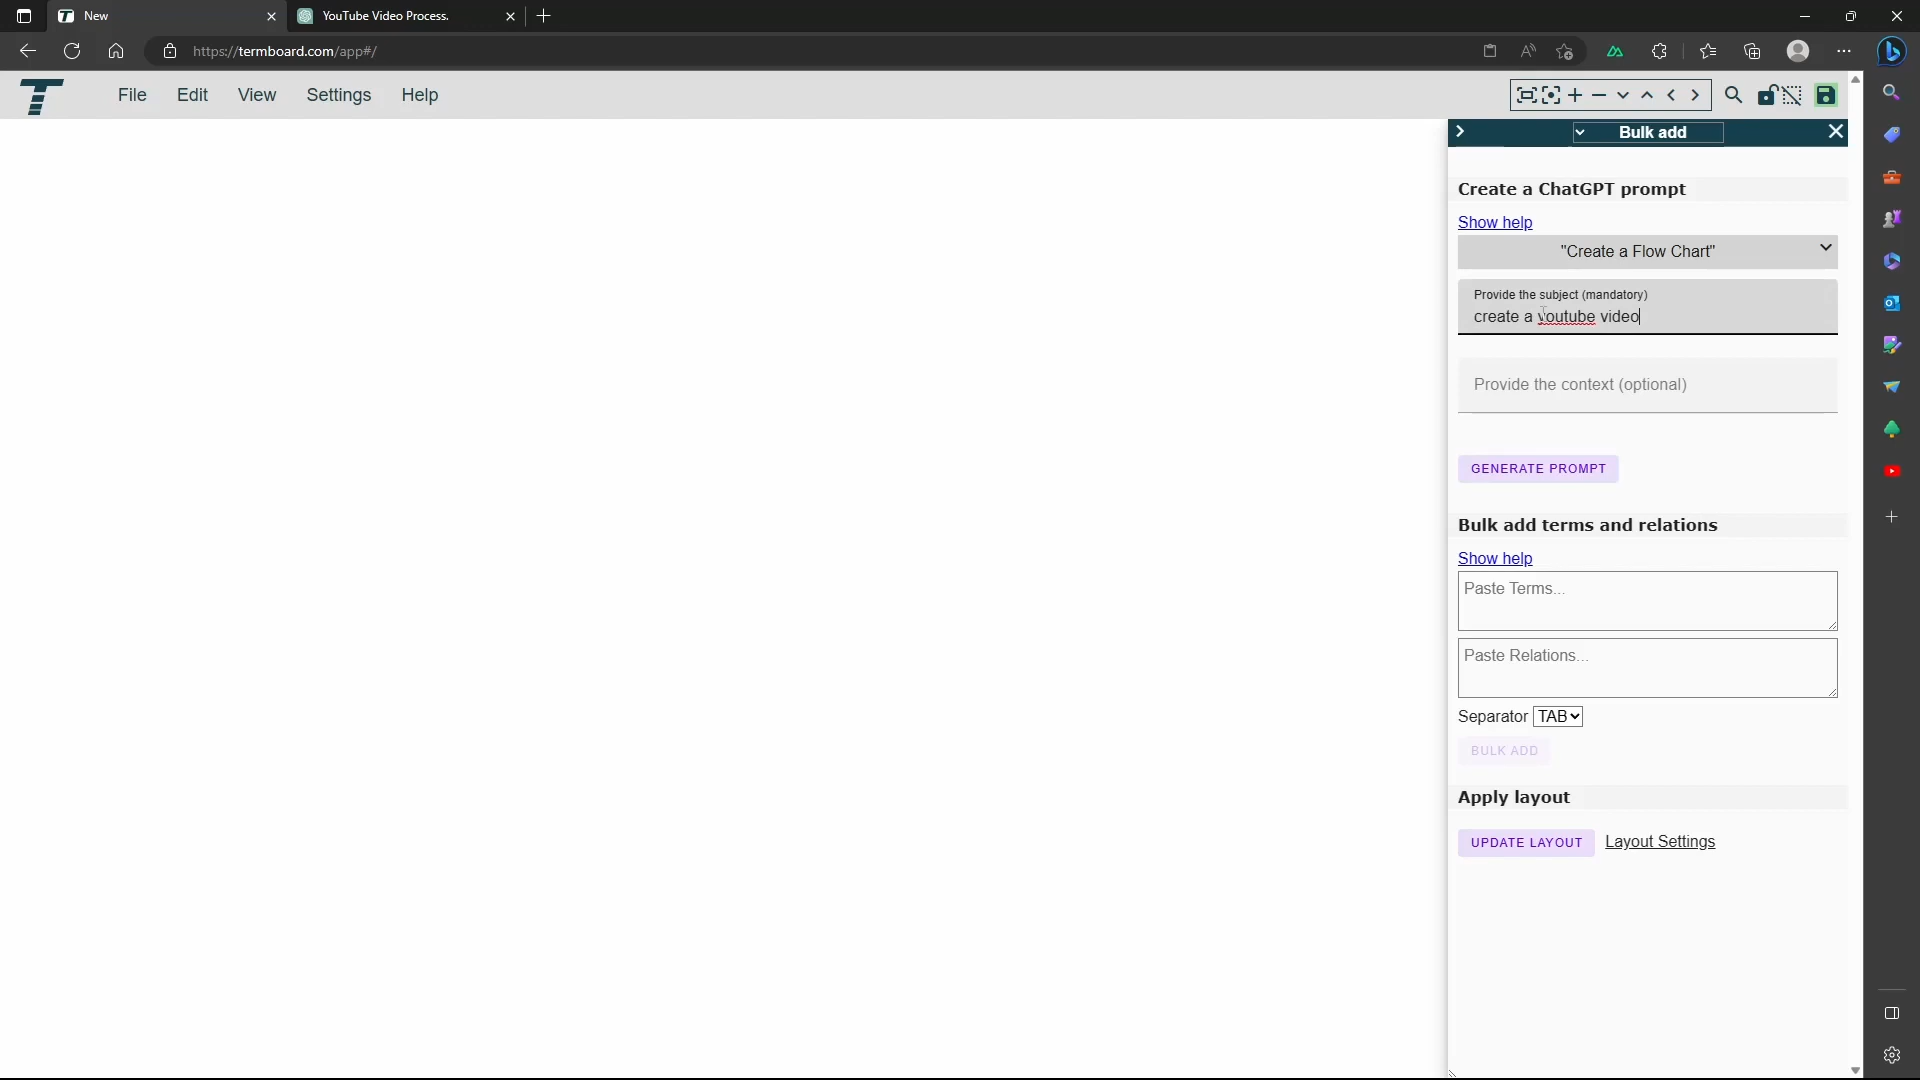 New
YouTube Video Process.
https://termboard.com/app#/
File Edit View Settings Help
Bulk add
Create a ChatGPT prompt
Show help
"Create a Flow Chart"
Provide the subject (mandatory)
create a youtube video
Provide the context (optional)
GENERATE PROMPT
Bulk add terms and relations
Show help
Paste Terms...
Paste Relations...
Separator TAB
BULK ADD
Apply layout
UPDATE LAYOUT Layout Settings